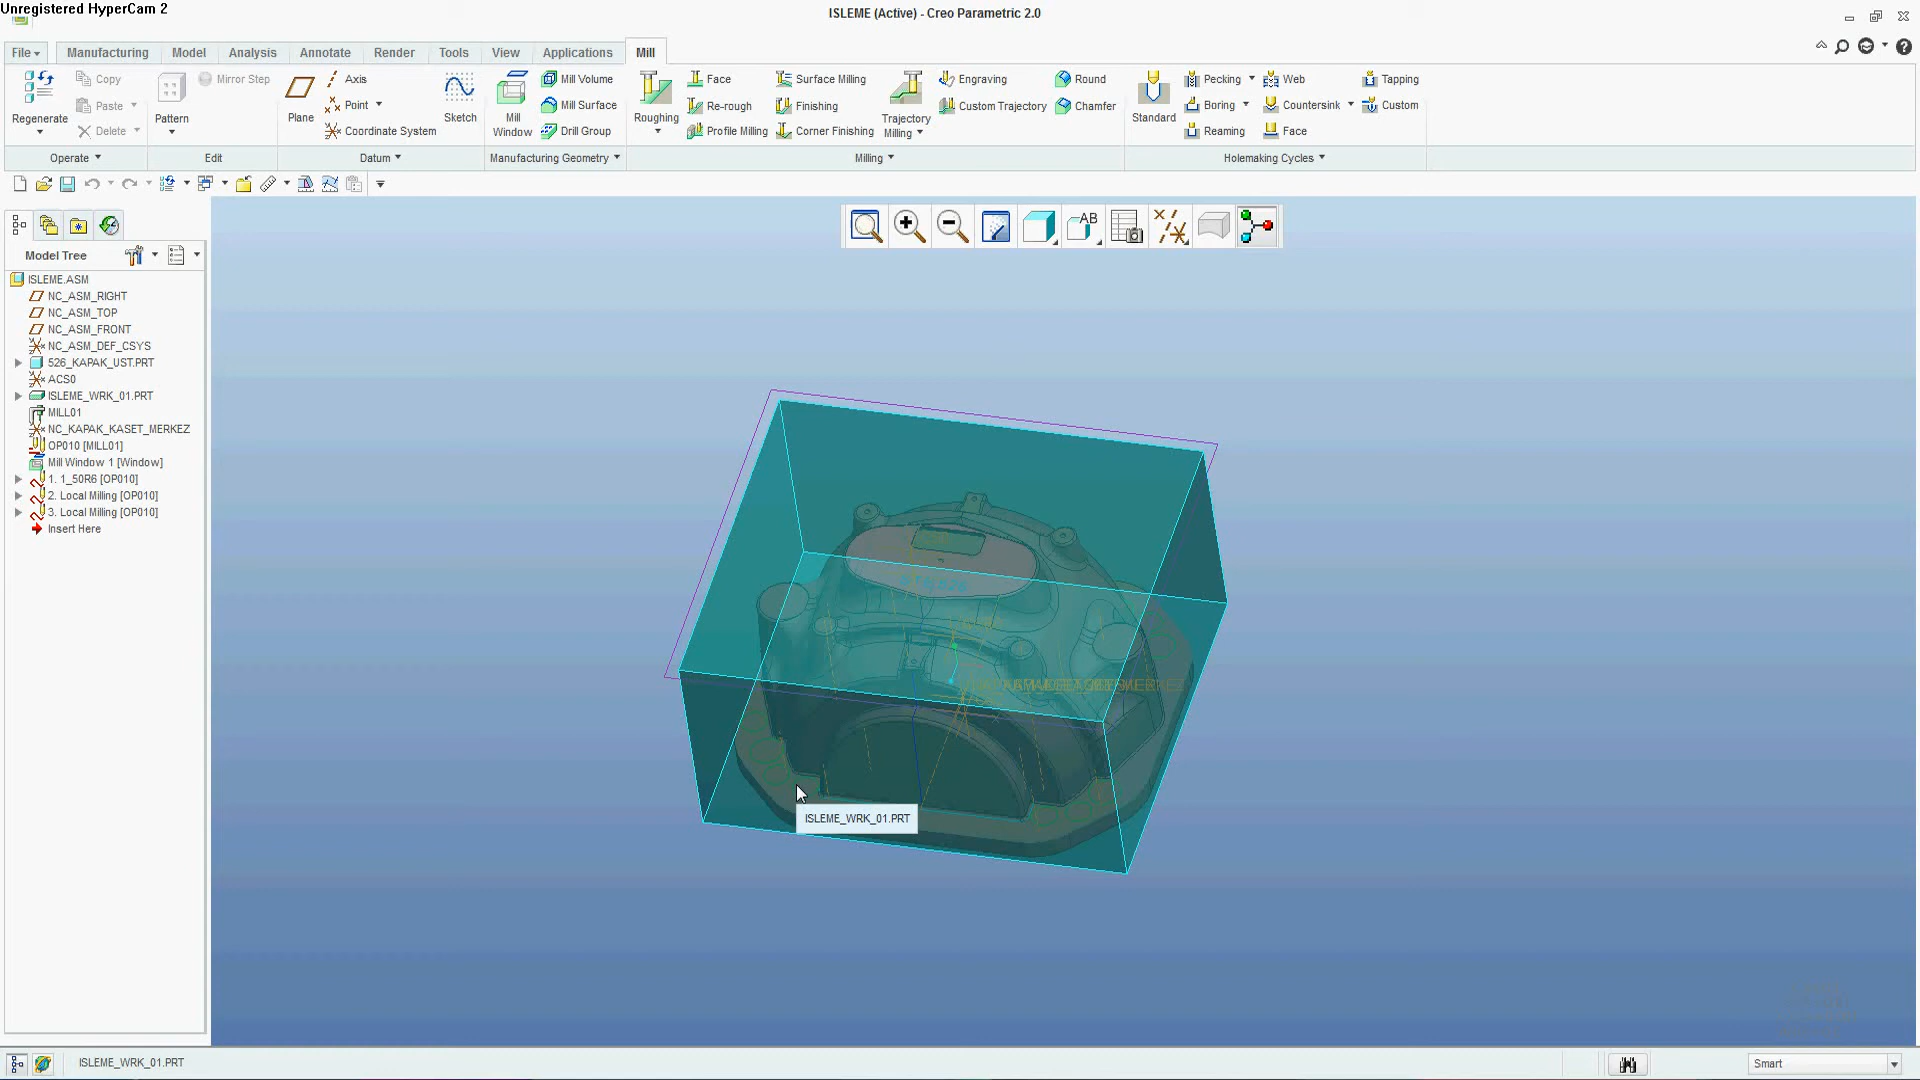 Unregistered HyperCam 2
ISLEME (Active) - Creo Parametric 2.0
File Manufacturing Model Analysis Annotate Render Tools View Applications Mill
Copy Mirror Step Axis Mill Volume Face Surface Milling Engraving Round Pecking Web Tapping
Paste Point Mill Surface Re-rough Finishing Custom Trajectory Chamfer Boring Countersink Custom
Regenerate Pattern Plane Sketch Mill Window Roughing Trajectory Milling Standard
Delete Coordinate System Drill Group Profile Milling Corner Finishing Reaming Face
Operate Edit Datum Manufacturing Geometry Milling Holemaking Cycles
AB
Model Tree
ISLEME.ASM
NC_ASM_RIGHT
NC_ASM_TOP
NC_ASM_FRONT
NC_ASM_DEF_CSYS
526_KAPAK_UST.PRT
ACS0
ISLEME_WRK_01.PRT
MILL01
NC_KAPAK_KASET_MERKEZ
OP010 [MILL01]
Mill Window 1 [Window]
1. 1_50R6 [OP010]
2. Local Milling [OP010]
3. Local Milling [OP010]
Insert Here
ISLEME_WRK_01.PRT
ISLEME_WRK_01.PRT
Smart